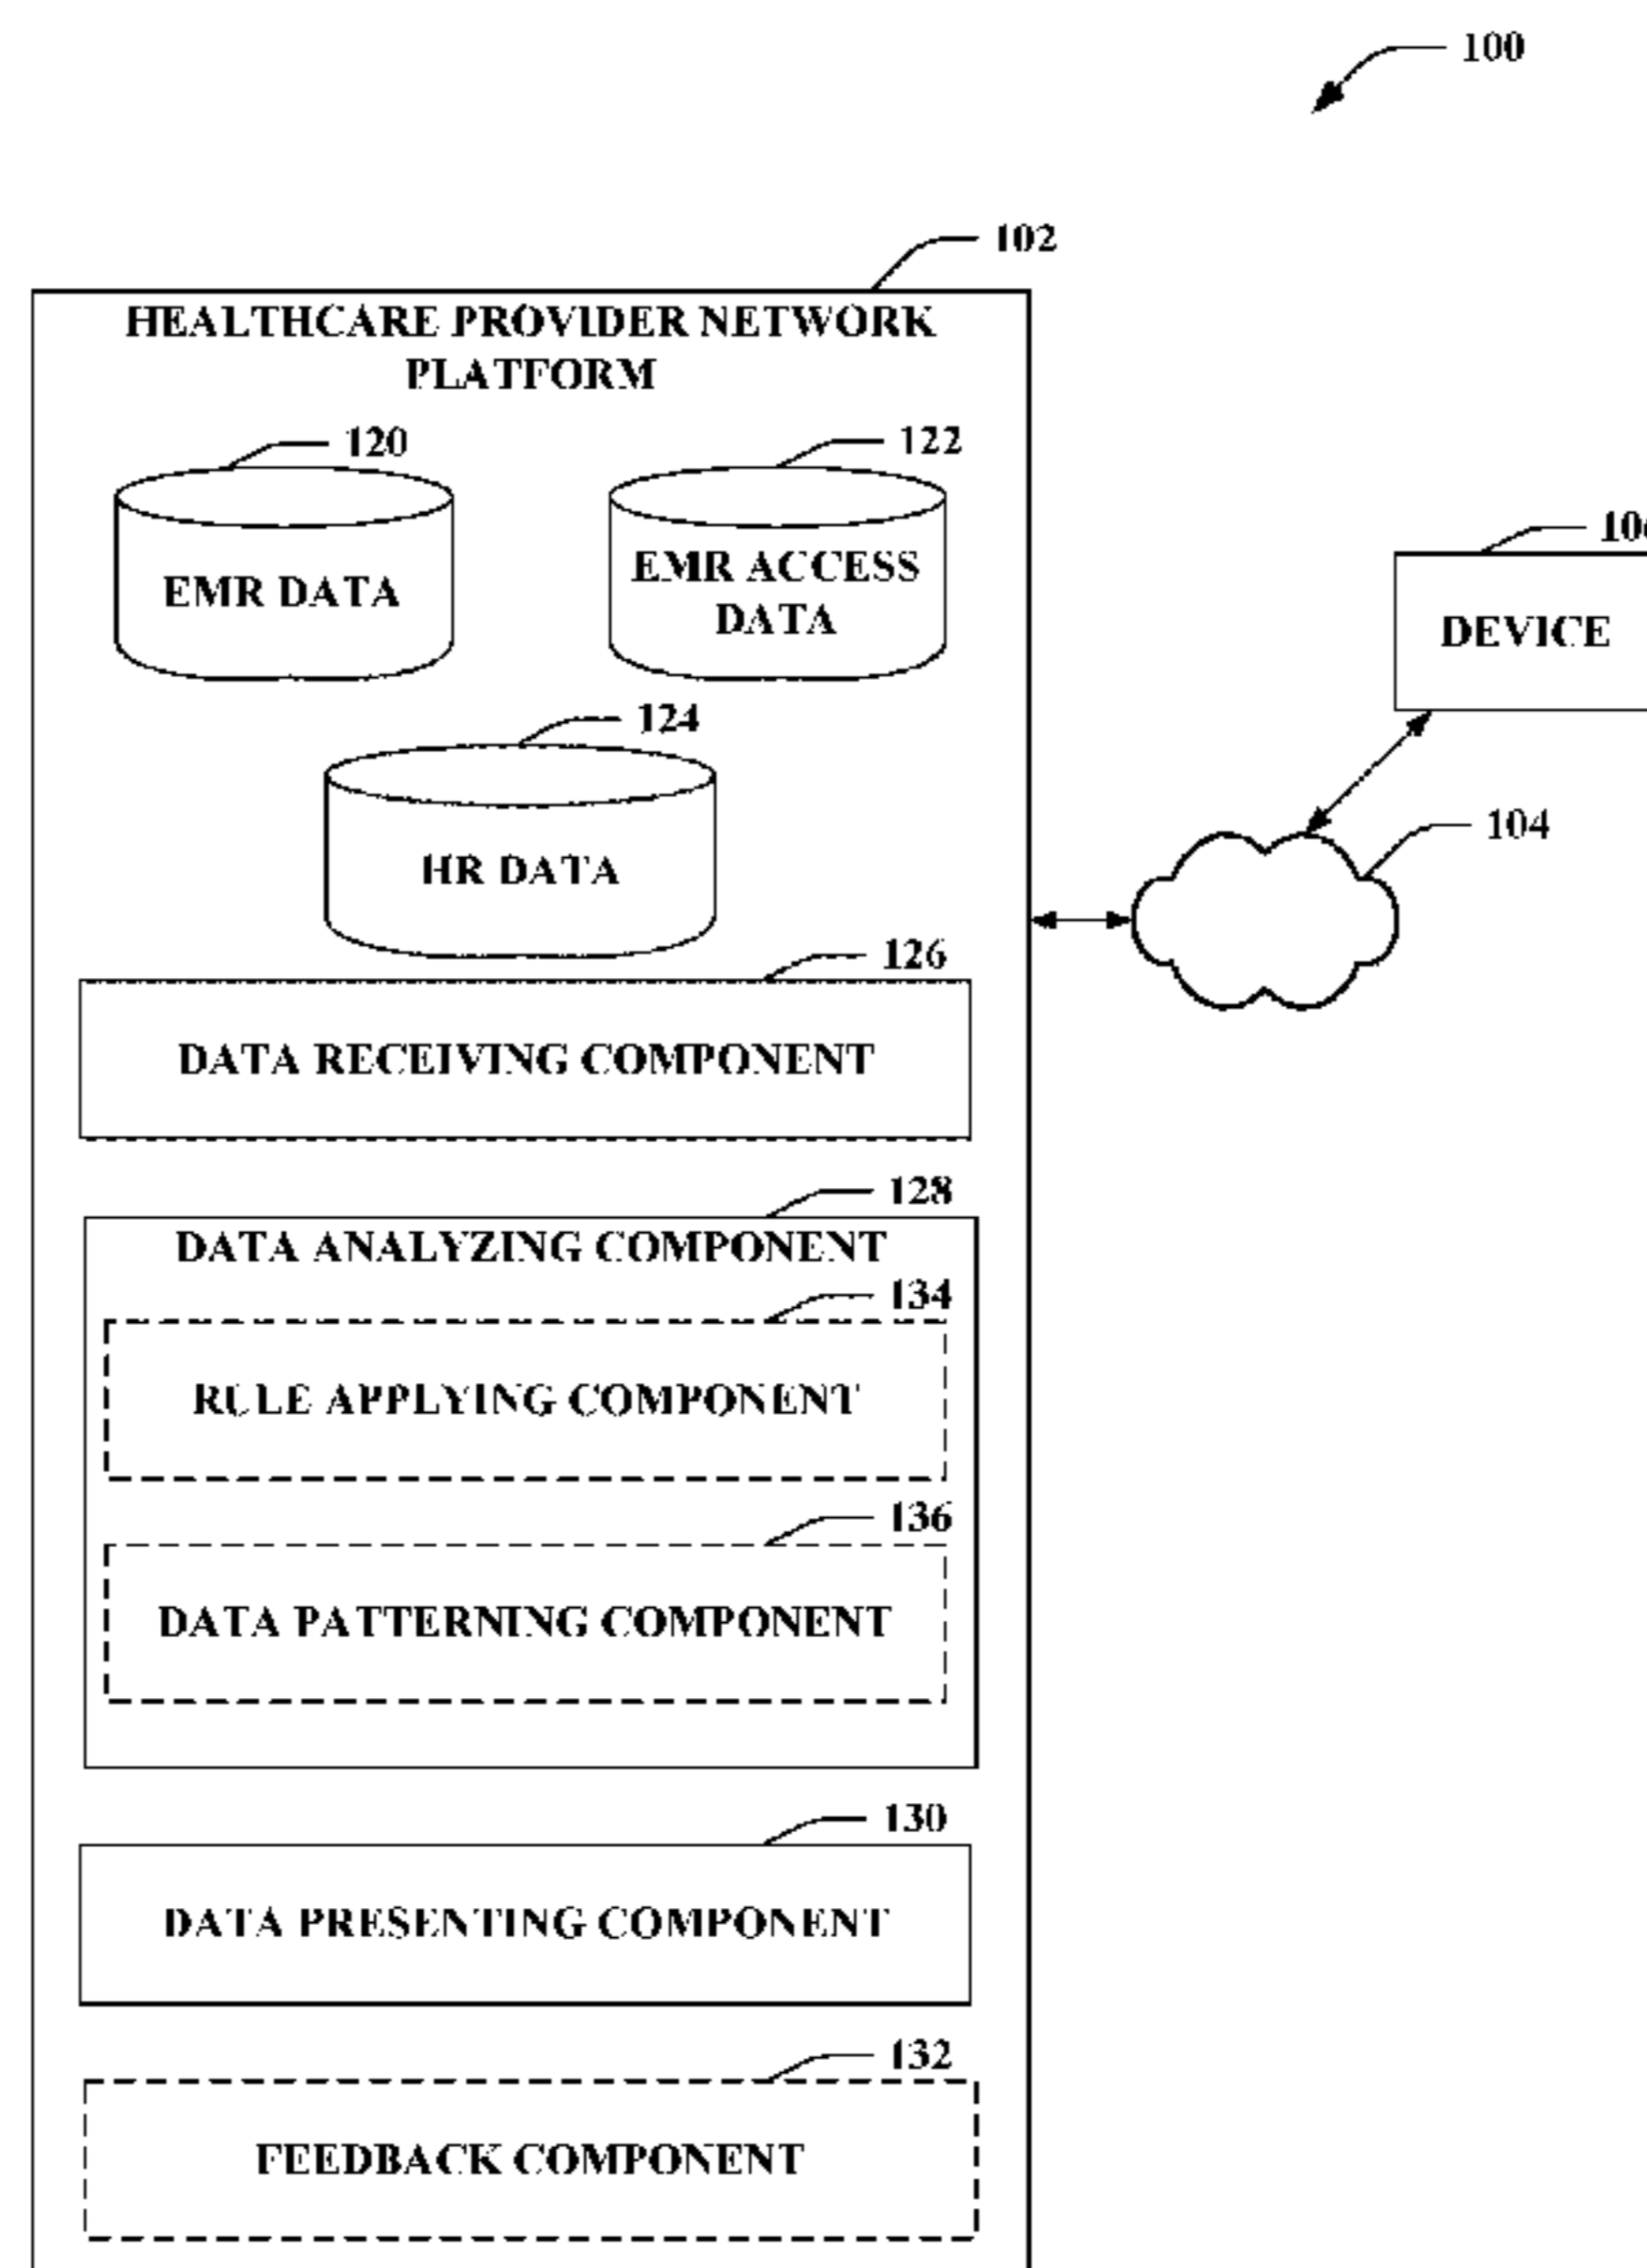 100
102
HEALTHCARE PROVIDER NETWORK
PLATFORM
120
122
EMR DATA
EMR ACCESS
DATA
DEVICE
124
HR DATA
104
126
DATA RECEIVING COMPONENT
128
DATA ANALYZING COMPONENT
134
RULE APPLYING COMPONENT
136
DATA PATTERNING COMPONENT
130
DATA PRESENTING COMPONENT
132
FEEDBACK COMPONENT